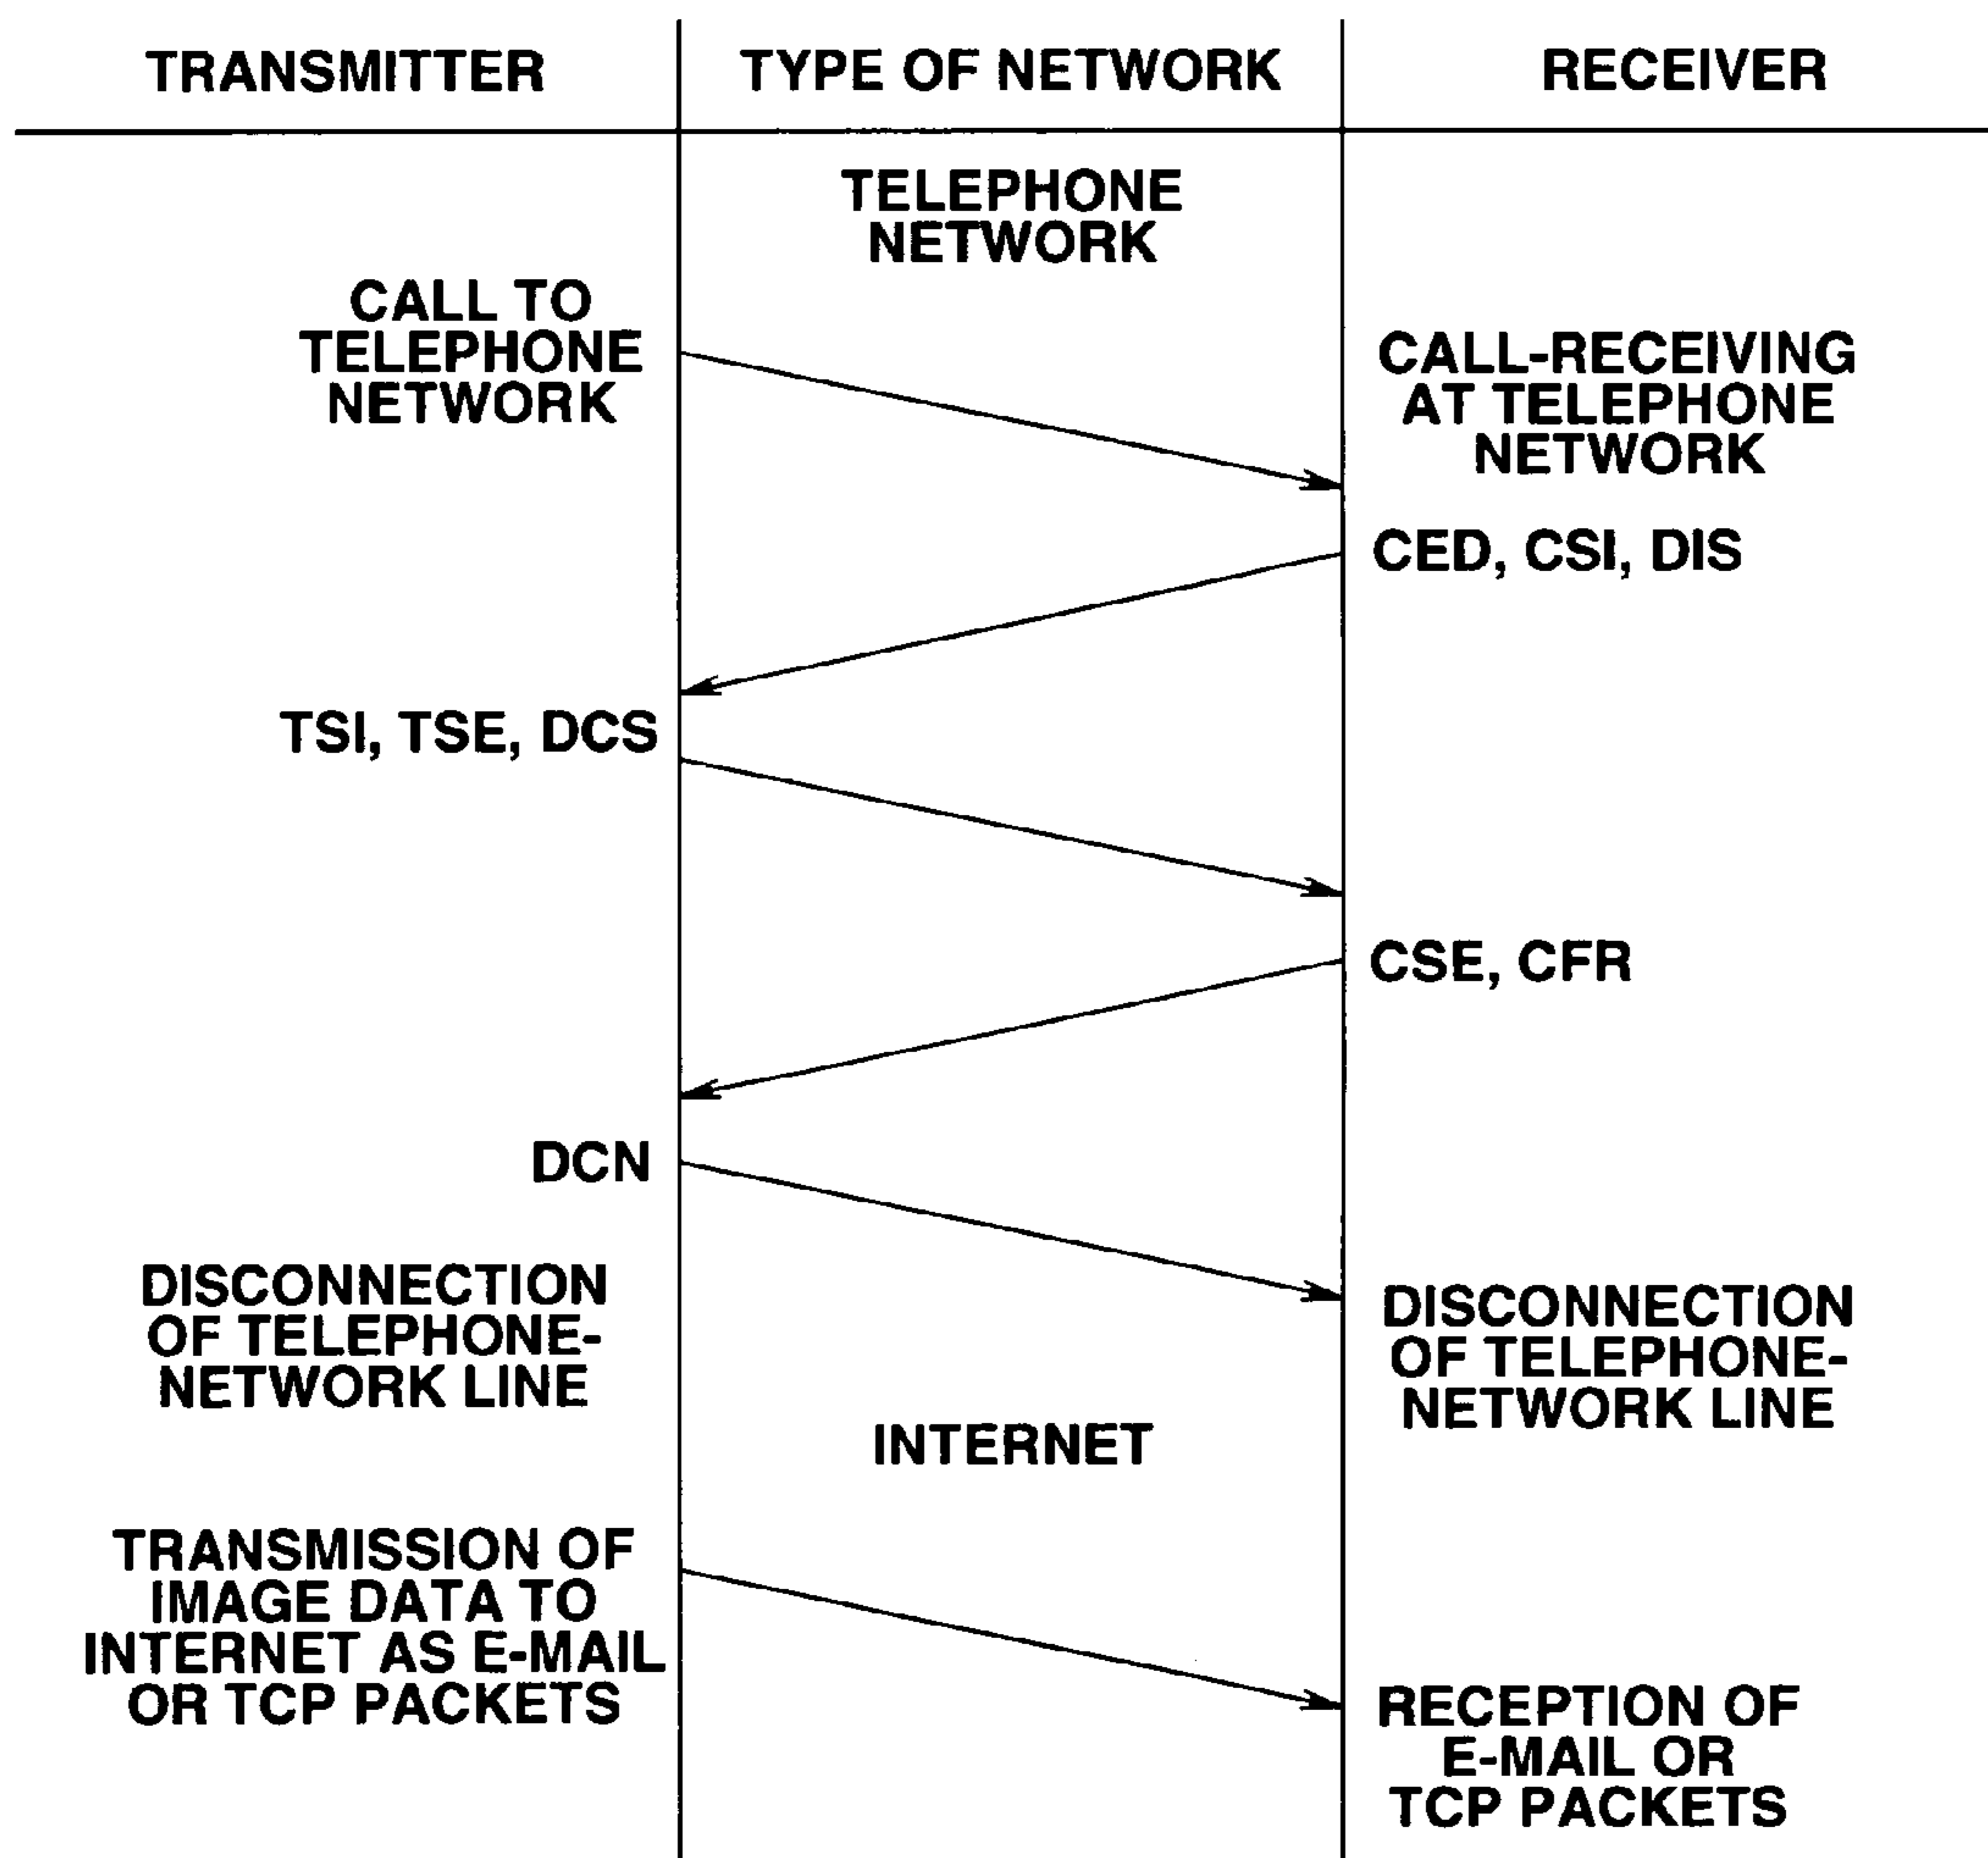 TRANSMITTER
TYPE OF NETWORK
RECEIVER
TELEPHONE
NETWORK
CALL TO
TELEPHONE
NETWORK
CALL-RECEIVING
AT TELEPHONE
NETWORK
CED, CSI, DIS
TSI, TSE, DCS
CSE, CFR
DCN
DISCONNECTION
OF TELEPHONE-
NETWORK LINE
DISCONNECTION
OF TELEPHONE-
NETWORK LINE
INTERNET
TRANSMISSION OF
IMAGE DATA TO
INTERNET AS E-MAIL
OR TCP PACKETS
RECEPTION OF
E-MAIL OR
TCP PACKETS